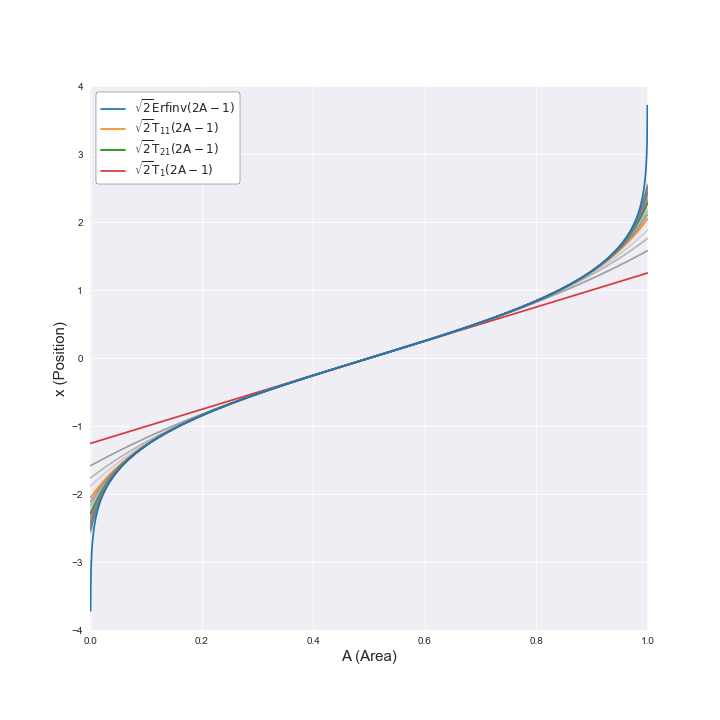 4
√2Erfinv(2A − 1)
√2T₁₁(2A − 1)
√2T₂₁(2A − 1)
√2T₁(2A − 1)
3
2
1
0
−1
−2
−3
−4
x (Position)
0.0 0.2 0.4 0.6 0.8 1.0
A (Area)